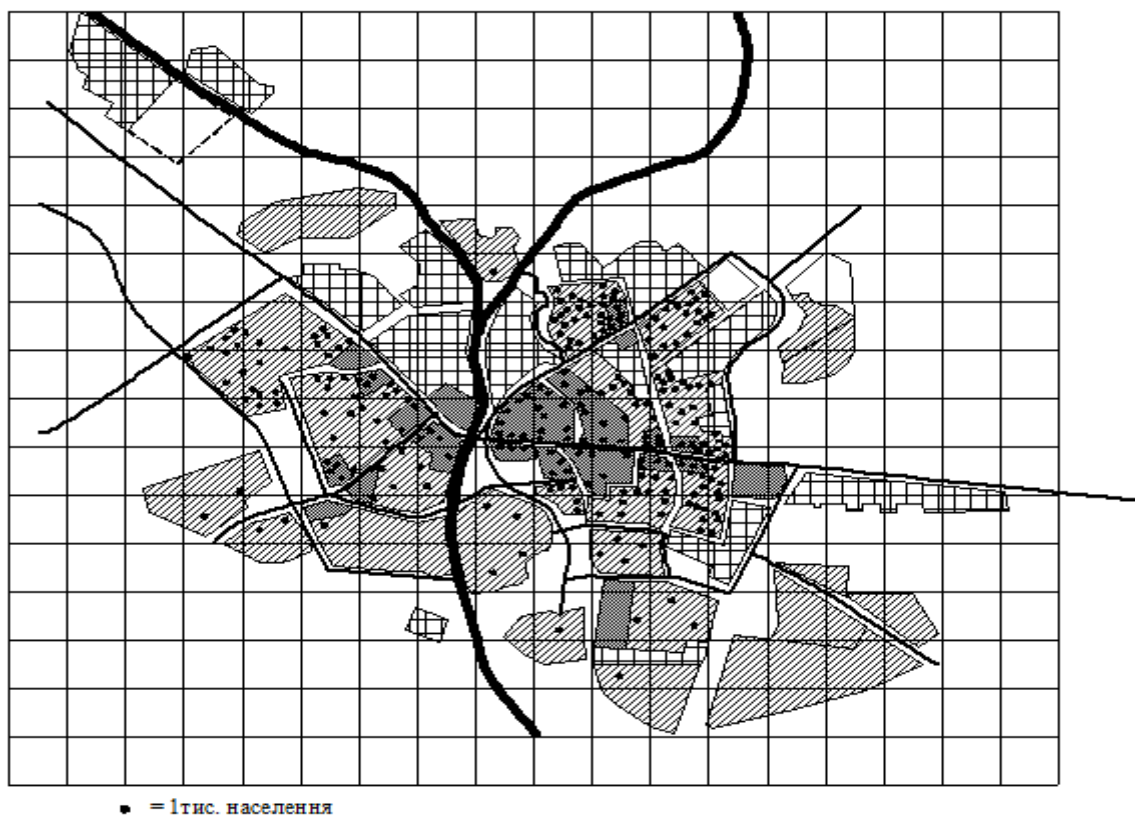 = 1тис. населення